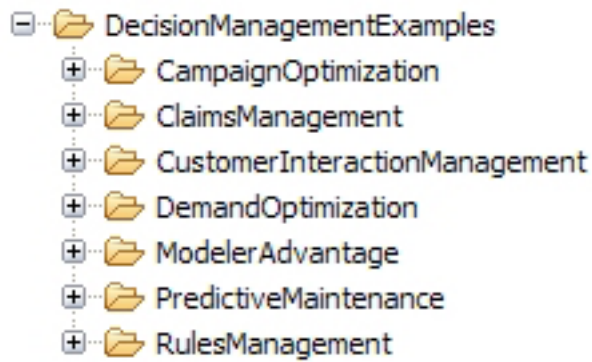 DecisionManagementExamples
CampaignOptimization
ClaimsManagement
CustomerInteractionManagement
DemandOptimization
ModelerAdvantage
PredictiveMaintenance
RulesManagement